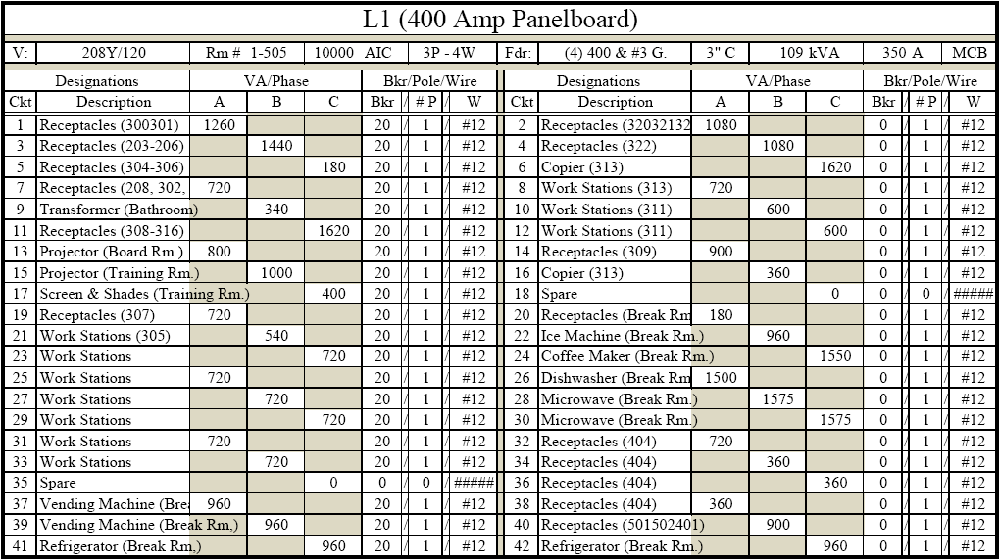 L1 (400 Amp Panelboard)
V: 208Y/120 Rm # 1-505 10000 AIC 3P - 4W Fdr: (4) 400 & #3 G. 3" C 109 kVA 350 A MCB
Designations VA/Phase Bkr/Pole/Wire Designations VA/Phase Bkr/Pole/Wire
Ckt Description A B C Bkr / # P / W Ckt Description A B C Bkr / # P / W
1 Receptacles (300301) 1260 20 / 1 / #12 2 Receptacles (32032132 1080 0 / 1 / #12
3 Receptacles (203-206) 1440 20 / 1 / #12 4 Receptacles (322) 1080 0 / 1 / #12
5 Receptacles (304-306) 180 20 / 1 / #12 6 Copier (313) 1620 0 / 1 / #12
7 Receptacles (208, 302, 720 20 / 1 / #12 8 Work Stations (313) 720 0 / 1 / #12
9 Transformer (Bathroom) 340 20 / 1 / #12 10 Work Stations (311) 600 0 / 1 / #12
11 Receptacles (308-316) 1620 20 / 1 / #12 12 Work Stations (311) 600 0 / 1 / #12
13 Projector (Board Rm.) 800 20 / 1 / #12 14 Receptacles (309) 900 0 / 1 / #12
15 Projector (Training Rm.) 1000 20 / 1 / #12 16 Copier (313) 360 0 / 1 / #12
17 Screen & Shades (Training Rm.) 400 20 / 1 / #12 18 Spare 0 0 / 0 / #####
19 Receptacles (307) 720 20 / 1 / #12 20 Receptacles (Break Rm 180 0 / 1 / #12
21 Work Stations (305) 540 20 / 1 / #12 22 Ice Machine (Break Rm.) 960 0 / 1 / #12
23 Work Stations 720 20 / 1 / #12 24 Coffee Maker (Break Rm.) 1550 0 / 1 / #12
25 Work Stations 720 20 / 1 / #12 26 Dishwasher (Break Rm 1500 0 / 1 / #12
27 Work Stations 720 20 / 1 / #12 28 Microwave (Break Rm.) 1575 0 / 1 / #12
29 Work Stations 720 20 / 1 / #12 30 Microwave (Break Rm.) 1575 0 / 1 / #12
31 Work Stations 720 20 / 1 / #12 32 Receptacles (404) 720 0 / 1 / #12
33 Work Stations 720 20 / 1 / #12 34 Receptacles (404) 360 0 / 1 / #12
35 Spare 0 0 / 0 / ##### 36 Receptacles (404) 360 0 / 1 / #12
37 Vending Machine (Brea 960 20 / 1 / #12 38 Receptacles (404) 360 0 / 1 / #12
39 Vending Machine (Break Rm,) 960 20 / 1 / #12 40 Receptacles (501502401) 900 0 / 1 / #12
41 Refrigerator (Break Rm,) 960 20 / 1 / #12 42 Refrigerator (Break Rm.) 960 0 / 1 / #12